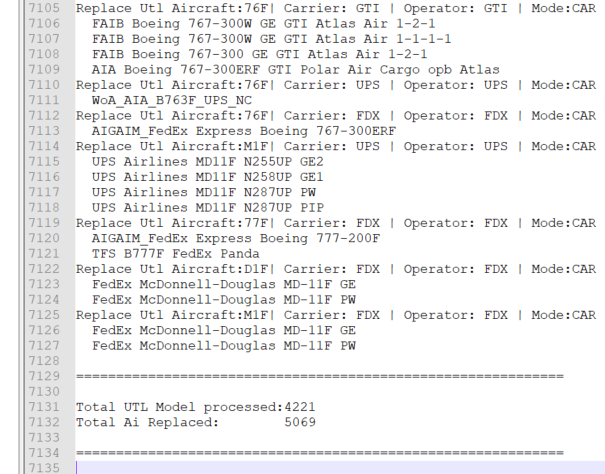 7105 Replace Utl Aircraft:76F| Carrier: GTI | Operator: GTI | Mode:CAR
7106 FAIB Boeing 767-300W GE GTI Atlas Air 1-2-1
7107 FAIB Boeing 767-300W GE GTI Atlas Air 1-1-1-1
7108 FAIB Boeing 767-300 GE GTI Atlas Air 1-2-1
7109 AIA Boeing 767-300ERF GTI Polar Air Cargo opb Atlas
7110 Replace Utl Aircraft:76F| Carrier: UPS | Operator: UPS | Mode:CAR
7111 WoA_AIA_B763F_UPS_NC
7112 Replace Utl Aircraft:76F| Carrier: FDX | Operator: FDX | Mode:CAR
7113 AIGAIM_FedEx Express Boeing 767-300ERF
7114 Replace Utl Aircraft:M1F| Carrier: UPS | Operator: UPS | Mode:CAR
7115 UPS Airlines MD11F N255UP GE2
7116 UPS Airlines MD11F N258UP GE1
7117 UPS Airlines MD11F N287UP PW
7118 UPS Airlines MD11F N287UP PIP
7119 Replace Utl Aircraft:77F| Carrier: FDX | Operator: FDX | Mode:CAR
7120 AIGAIM_FedEx Express Boeing 777-200F
7121 TFS B777F FedEx Panda
7122 Replace Utl Aircraft:D1F| Carrier: FDX | Operator: FDX | Mode:CAR
7123 FedEx McDonnell-Douglas MD-11F GE
7124 FedEx McDonnell-Douglas MD-11F PW
7125 Replace Utl Aircraft:M1F| Carrier: FDX | Operator: FDX | Mode:CAR
7126 FedEx McDonnell-Douglas MD-11F GE
7127 FedEx McDonnell-Douglas MD-11F PW
7128
7129 =============================================================
7130
7131 Total UTL Model processed:4221
7132 Total Ai Replaced: 5069
7133
7134 =============================================================
7135